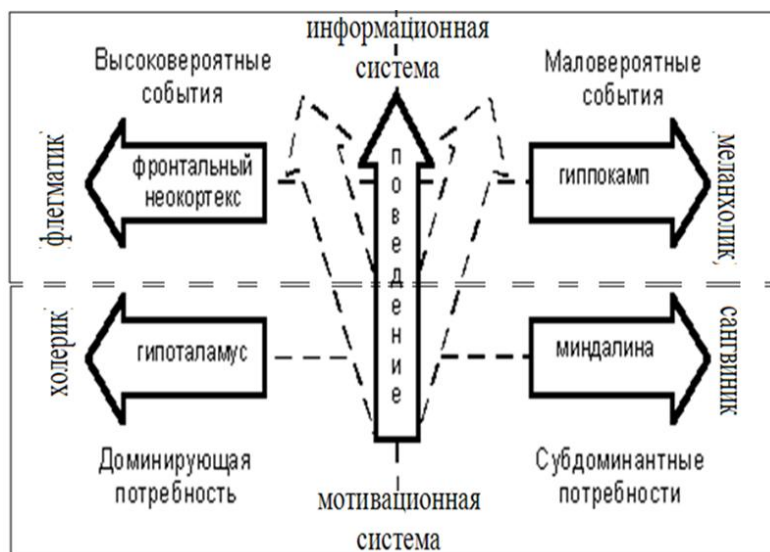 информационная
система
Высоковероятные
события
Маловероятные
события
флегматик
фронтальный
неокортекс
поведение
гиппокамп
меланхолик
холерик
гипоталамус
миндалина
сангвиник
Доминирующая
потребность
Субдоминантные
потребности
мотивационная
система